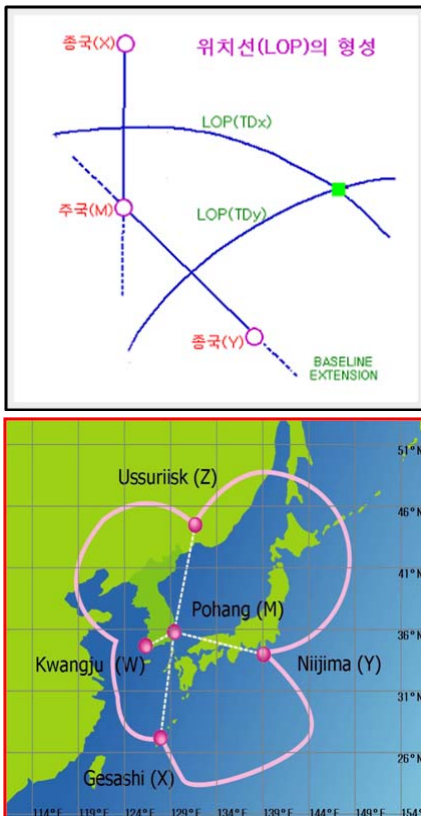 종국(X)
위치선(LOP)의 형성
LOP(TDx)
주국(M)
LOP(TDy)
종국(Y)
BASELINE
EXTENSION
51°N
Ussuriisk (Z)
46°N
41°N
Pohang (M)
36°N
Kwangju (W)
Niijima (Y)
31°N
26°N
Gesashi (X)
114°E 119°E 124°E 129°E 134°E 139°E 144°E 149°E 154°E